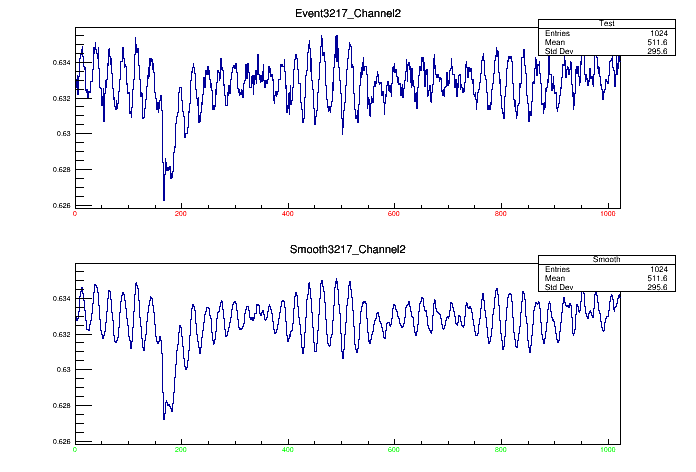 Event3217_Channel2
Test
Entries 1024
Mean 511.6
Std Dev 295.6
0.634
0.632
0.63
0.628
0.626
0 200 400 600 800 1000
Smooth3217_Channel2
Smooth
Entries 1024
Mean 511.6
Std Dev 295.6
0.634
0.632
0.63
0.628
0.626
0 200 400 600 800 1000